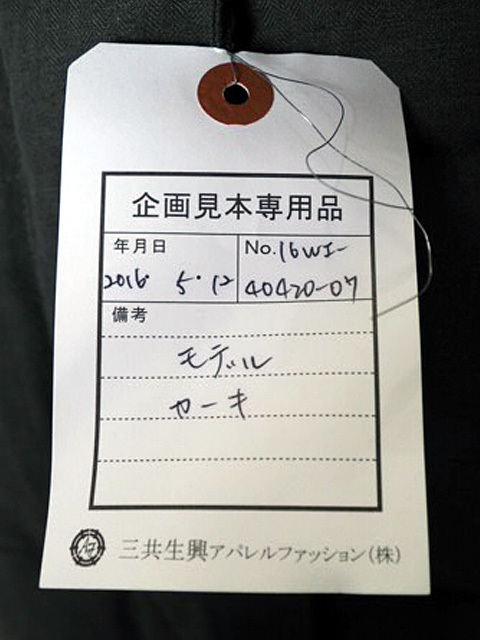 企画見本専用品
年月日
No.16WI-
2016. 5.12
40420-07
備考
モデル
カーキ
三共生興アパレルファッション(株)